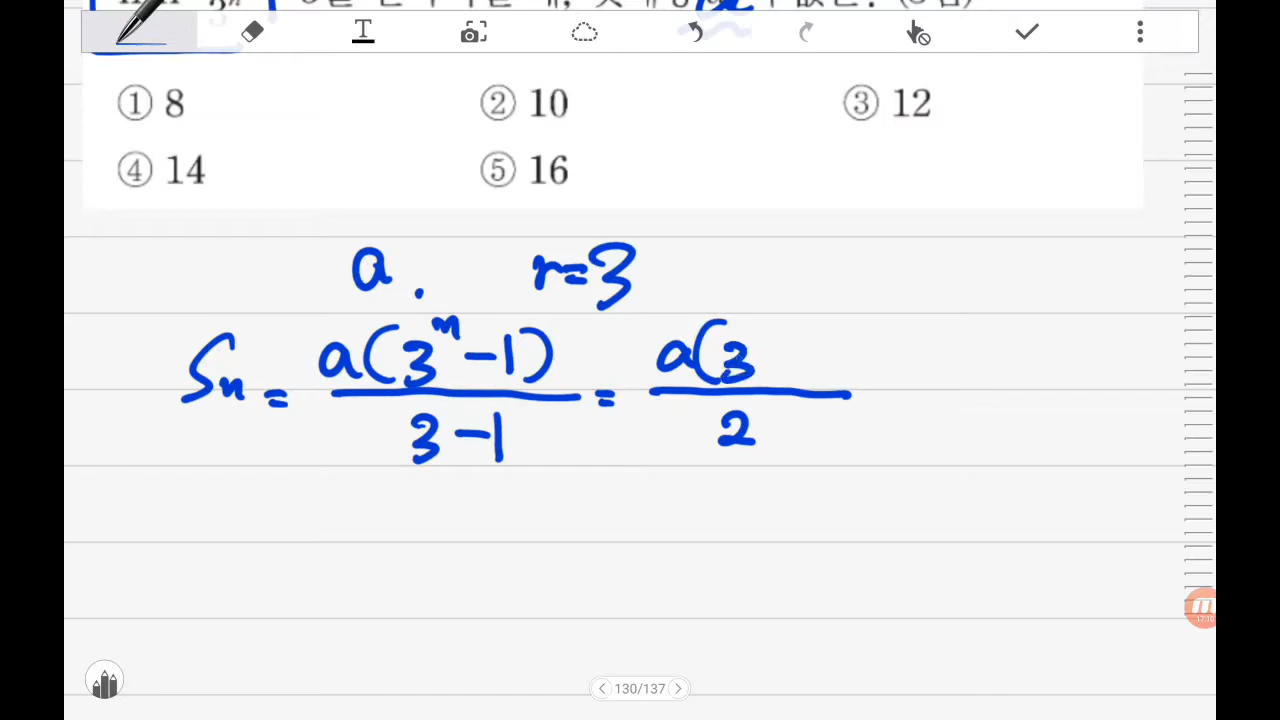 ① 8 ② 10 ③ 12
④ 14 ⑤ 16
a. r=3
Sn = a(3^n-1) / 3-1 = a(3 / 2
130/137